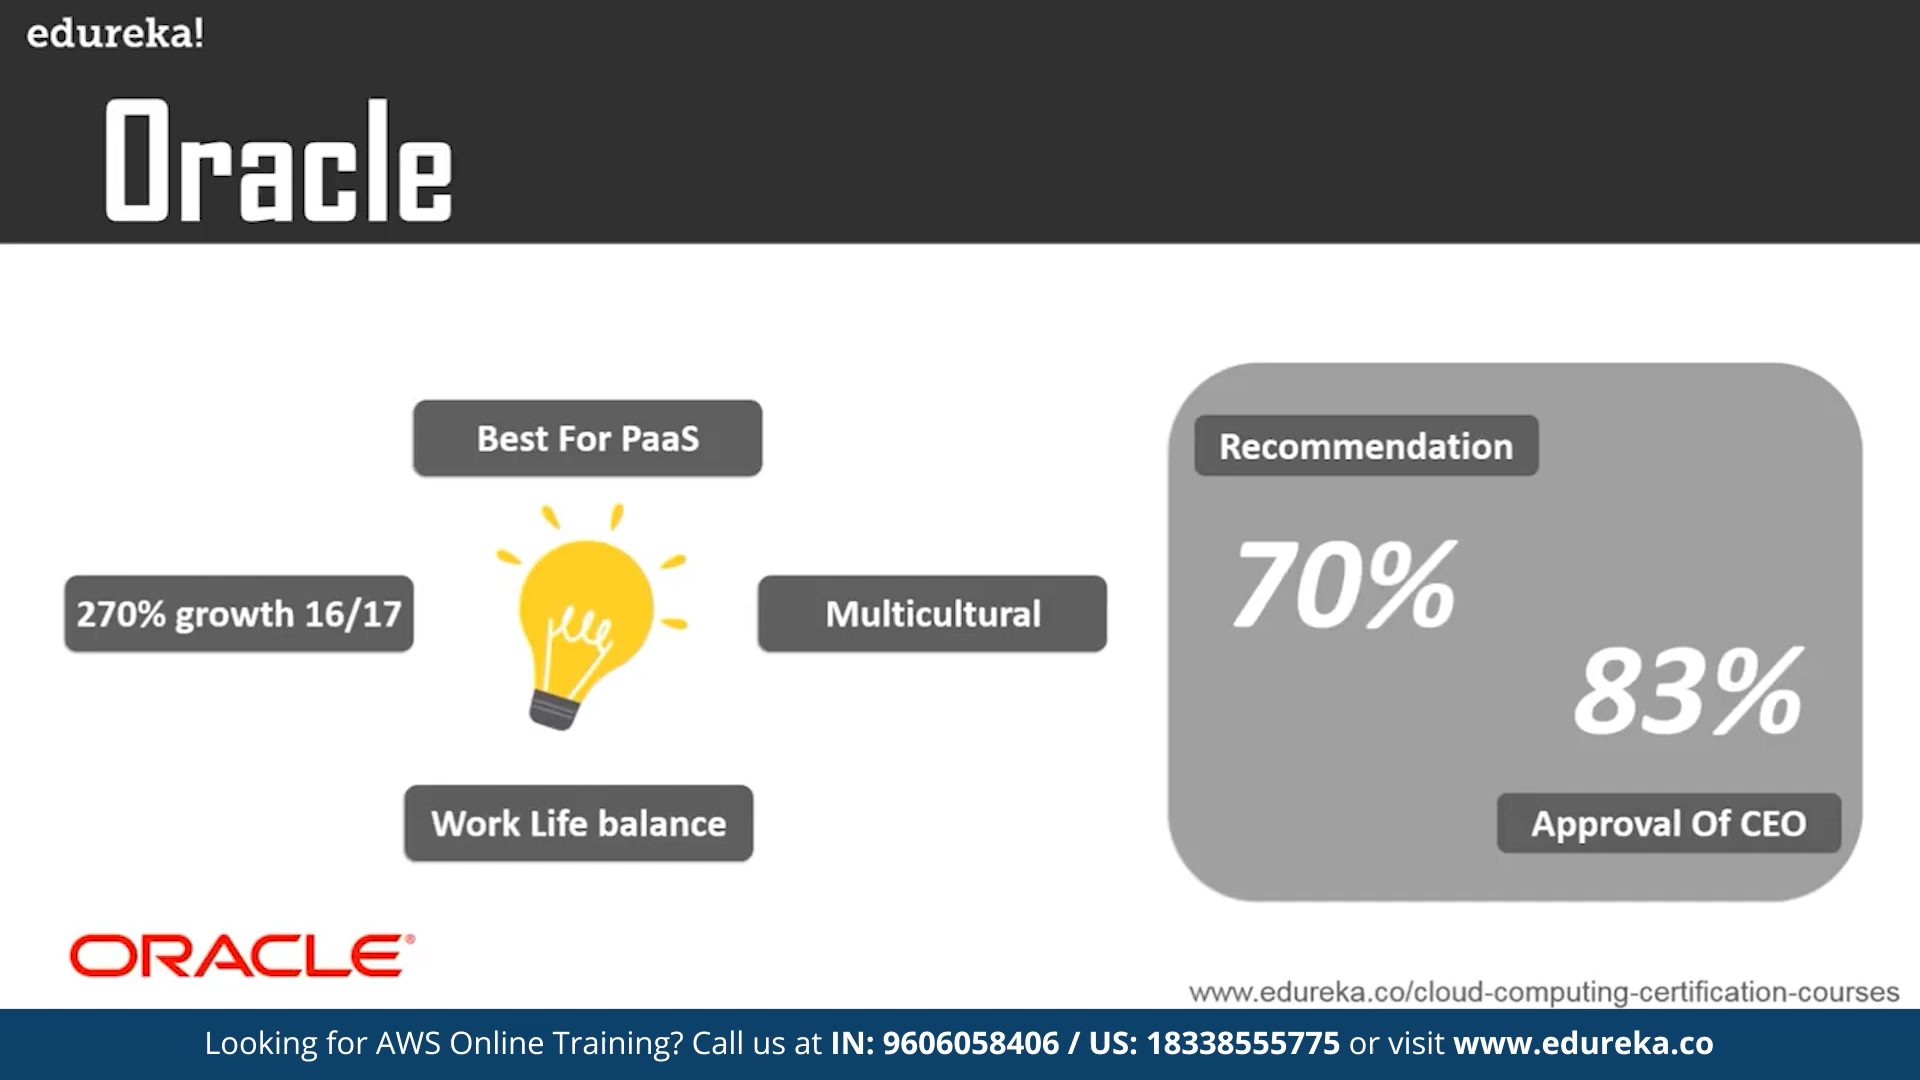 edureka!
Oracle
Best For PaaS
270% growth 16/17
Multicultural
Work Life balance
Recommendation
70%
83%
Approval Of CEO
ORACLE®
www.edureka.co/cloud-computing-certification-courses
Looking for AWS Online Training? Call us at IN: 9606058406 / US: 18338555775 or visit www.edureka.co